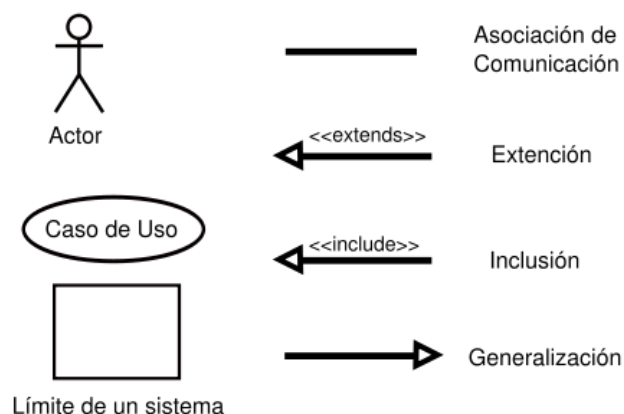 Actor
Caso de Uso
Límite de un sistema
Asociación de
Comunicación
<<extends>>
Extención
<<include>>
Inclusión
Generalización